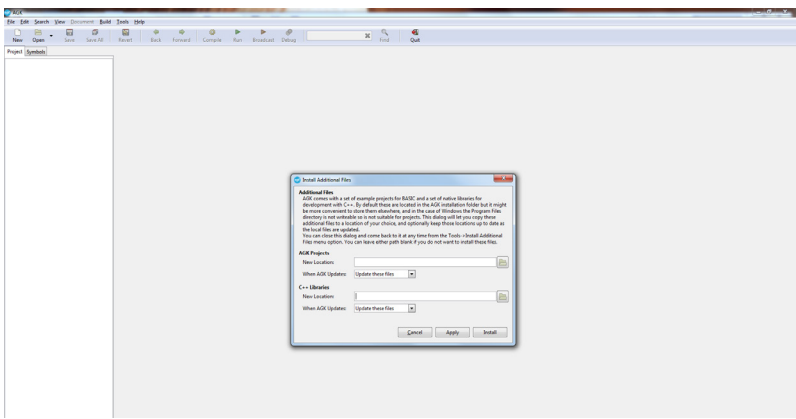 AGK
File Edit Search View Document Build Tools Help
New Open Save Save All Revert Back Forward Compile Run Broadcast Debug Find Quit
Project Symbols
Install Additional Files
Additional Files
AGK comes with a set of example projects for BASIC and a set of native libraries for
development with C++. By default these are located in the AGK installation folder but it might
be more convenient to store them elsewhere, and in the case of Windows the Program Files
directory is not writeable so is not suitable for projects. This dialog will let you copy these
additional files to a location of your choice, and optionally keep those locations up to date as
the local files are updated.
You can close this dialog and come back to it at any time from the Tools->Install Additional
Files menu option. You can leave either path blank if you do not want to install these files.
AGK Projects
New Location:
When AGK Updates: Update these files
C++ Libraries
New Location:
When AGK Updates: Update these files
Cancel Apply Install